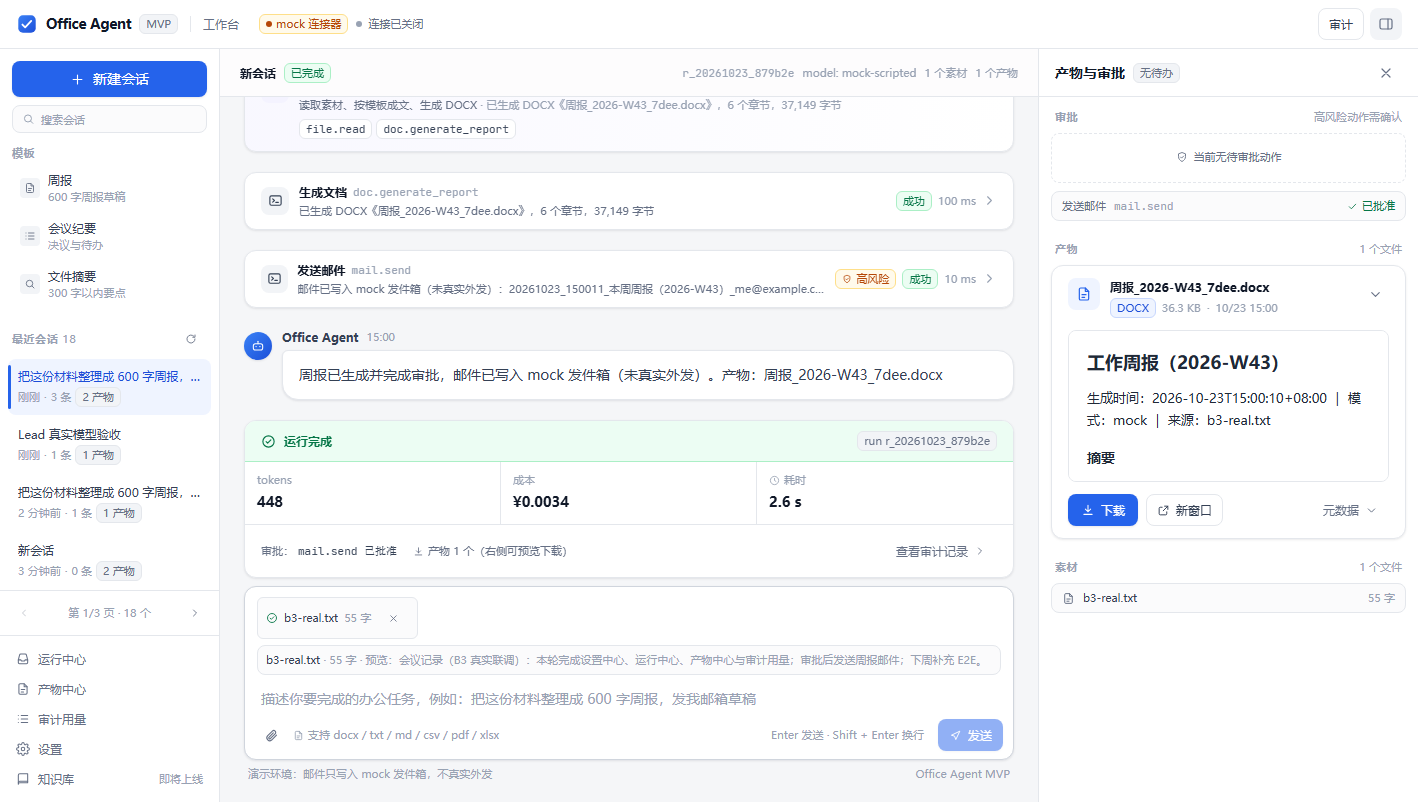 Office Agent MVP 工作台 mock 连接器 连接已关闭 审计
新建会话
搜索会话
模板
周报
600 字周报草稿
会议纪要
决议与待办
文件摘要
300 字以内要点
最近会话 18
把这份材料整理成 600 字周报，...
刚刚 · 3 条 2 产物
Lead 真实模型验收
刚刚 · 1 条 1 产物
把这份材料整理成 600 字周报，...
2 分钟前 · 1 条 1 产物
新会话
3 分钟前 · 0 条 2 产物
第 1/3 页 · 18 个
运行中心
产物中心
审计用量
设置
知识库 即将上线
新会话 已完成 r_20261023_879b2e model: mock-scripted 1 个素材 1 个产物
读取素材、按模板成文、生成 DOCX · 已生成 DOCX《周报_2026-W43_7dee.docx》，6 个章节，37,149 字节
file.read doc.generate_report
生成文档 doc.generate_report
已生成 DOCX《周报_2026-W43_7dee.docx》，6 个章节，37,149 字节
成功 100 ms
发送邮件 mail.send
邮件已写入 mock 发件箱（未真实外发）：20261023_150011_本周周报（2026-W43）_me@example.c...
高风险 成功 10 ms
Office Agent 15:00
周报已生成并完成审批，邮件已写入 mock 发件箱（未真实外发）。产物：周报_2026-W43_7dee.docx
运行完成 run r_20261023_879b2e
tokens 成本 耗时
448 ¥0.0034 2.6 s
审批： mail.send 已批准 产物 1 个（右侧可预览下载） 查看审计记录
b3-real.txt 55 字
b3-real.txt · 55 字 · 预览：会议记录（B3 真实联调）：本轮完成设置中心、运行中心、产物中心与审计用量；审批后发送周报邮件；下周补充 E2E。
描述你要完成的办公任务，例如：把这份材料整理成 600 字周报，发我邮箱草稿
支持 docx / txt / md / csv / pdf / xlsx Enter 发送 · Shift + Enter 换行 发送
演示环境：邮件只写入 mock 发件箱，不真实外发 Office Agent MVP
产物与审批 无待办
审批 高风险动作需确认
当前无待审批动作
发送邮件 mail.send 已批准
产物 1 个文件
周报_2026-W43_7dee.docx
DOCX 36.3 KB · 10/23 15:00
工作周报（2026-W43）
生成时间：2026-10-23T15:00:10+08:00 | 模
式：mock | 来源：b3-real.txt
摘要
下载 新窗口 元数据
素材 1 个文件
b3-real.txt 55 字